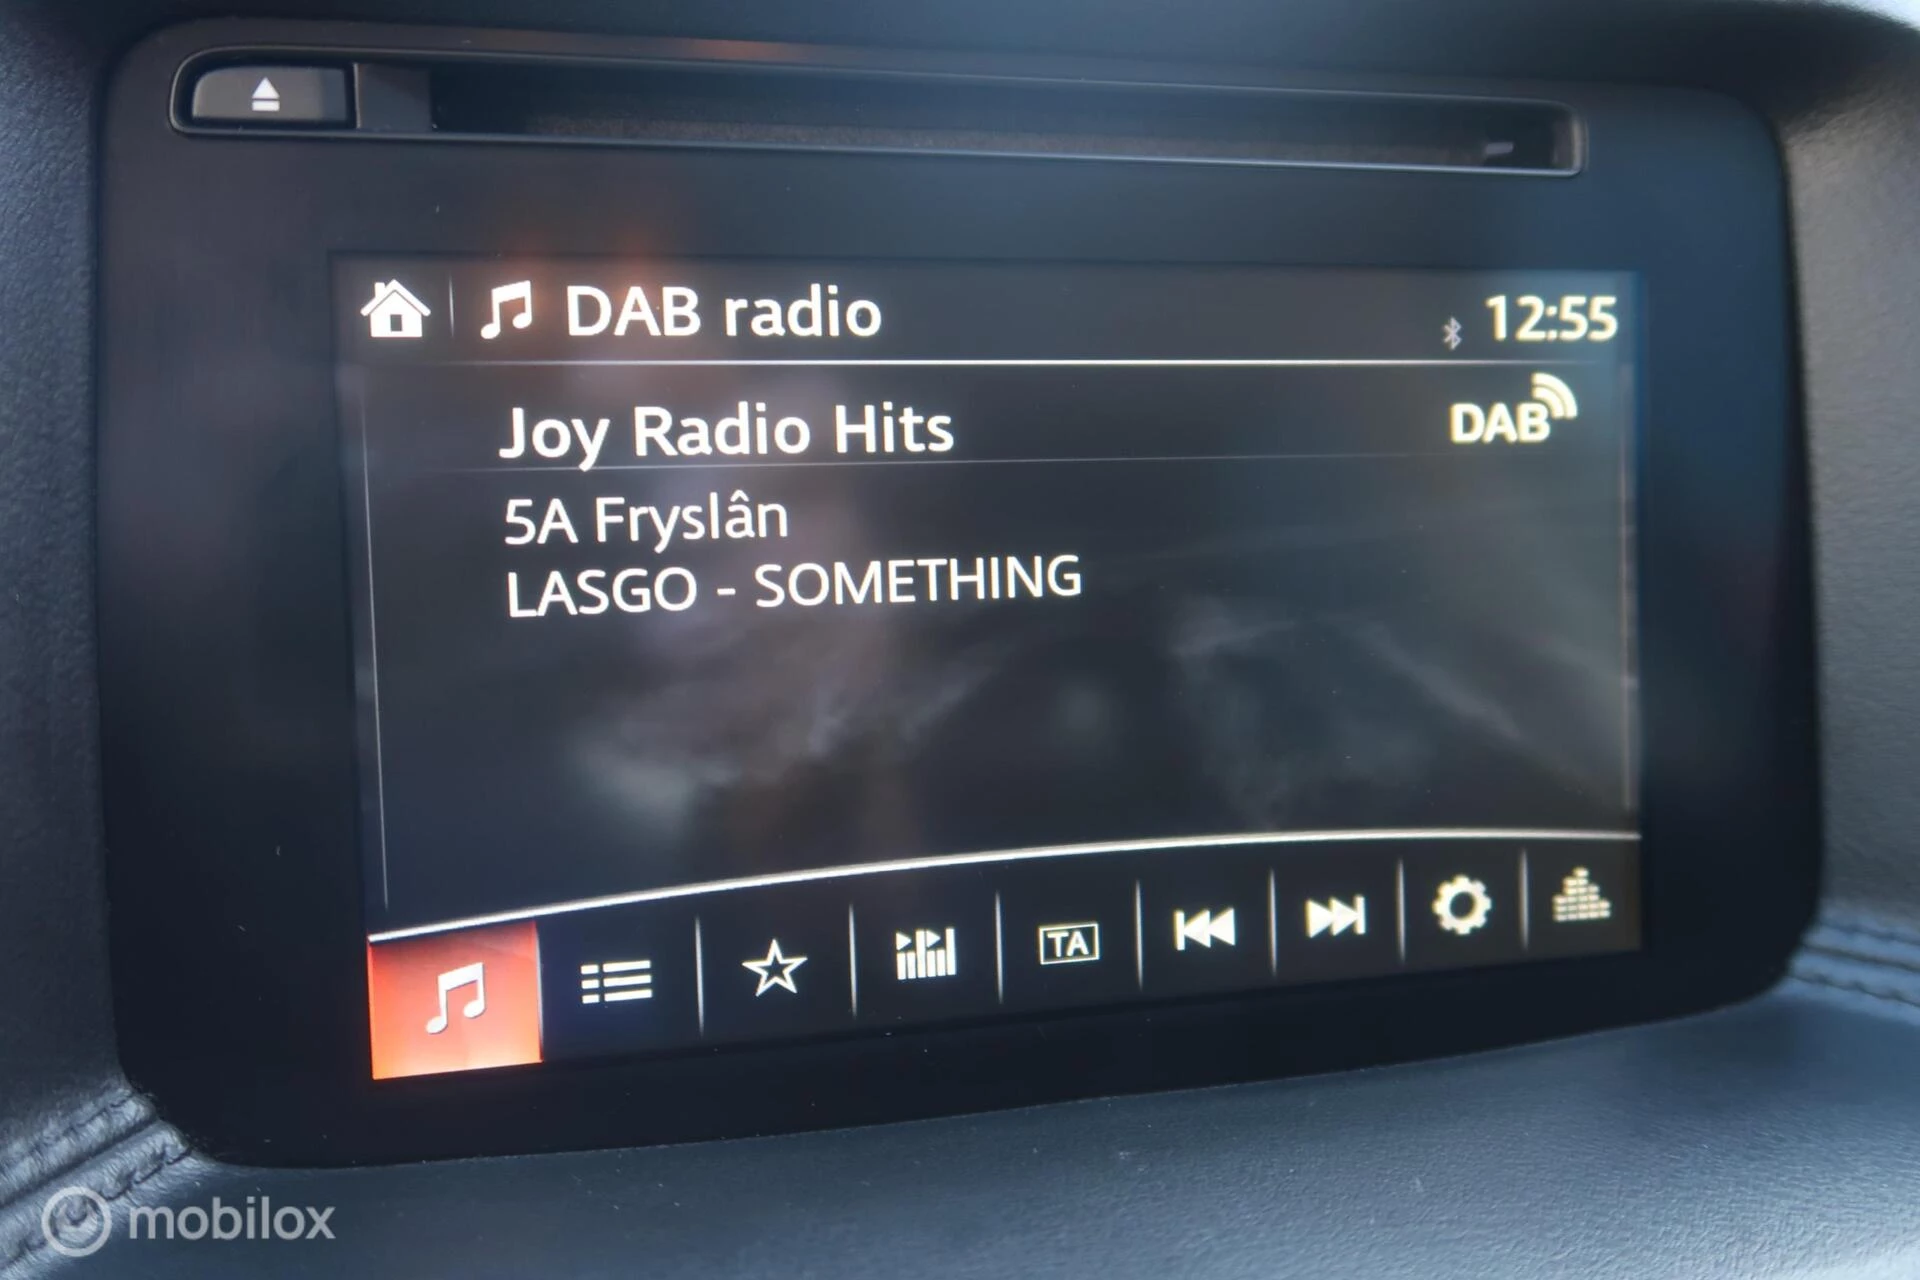 DAB radio
12:55
Joy Radio Hits
DAB
5A Fryslân
LASGO - SOMETHING
TA
mobilox